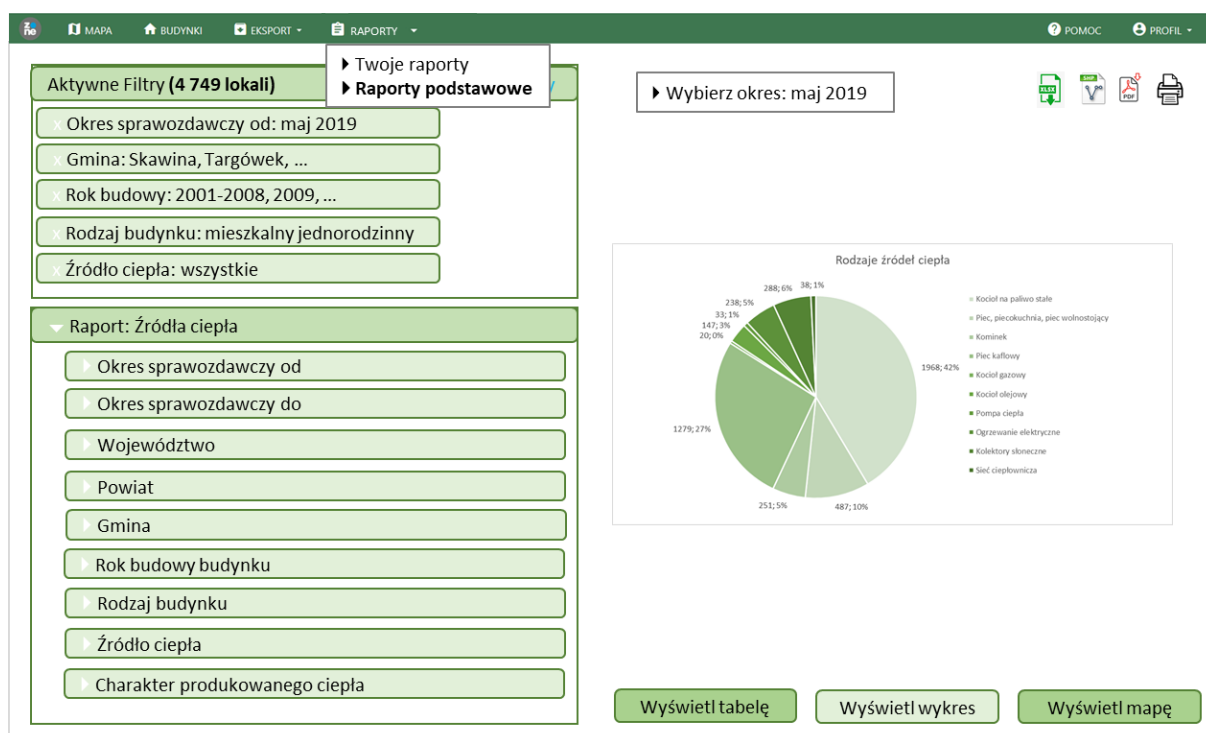 Zone
MAPA
BUDYNKI
EKSPORT
RAPORTY
POMOC
PROFIL
Twoje raporty
Raporty podstawowe
Aktywne Filtry (4 749 lokali)
x Okres sprawozdawczy od: maj 2019
x Gmina: Skawina, Targówek, ...
x Rok budowy: 2001-2008, 2009, ...
x Rodzaj budynku: mieszkalny jednorodzinny
x Źródło ciepła: wszystkie
Raport: Źródła ciepła
Okres sprawozdawczy od
Okres sprawozdawczy do
Województwo
Powiat
Gmina
Rok budowy budynku
Rodzaj budynku
Źródło ciepła
Charakter produkowanego ciepła
Wybierz okres: maj 2019
XLSX
SHP
PDF
Rodzaje źródeł ciepła
288; 6%
38; 1%
238; 5%
33; 1%
147; 3%
20; 0%
1968; 42%
1279; 27%
251; 5%
487; 10%
Kocioł na paliwo stałe
Piec, piecokuchnia, piec wolnostojący
Kominek
Piec kaflowy
Kocioł gazowy
Kocioł olejowy
Pompa ciepła
Ogrzewanie elektryczne
Kolektory słoneczne
Sieć ciepłownicza
Wyświetl tabelę
Wyświetl wykres
Wyświetl mapę